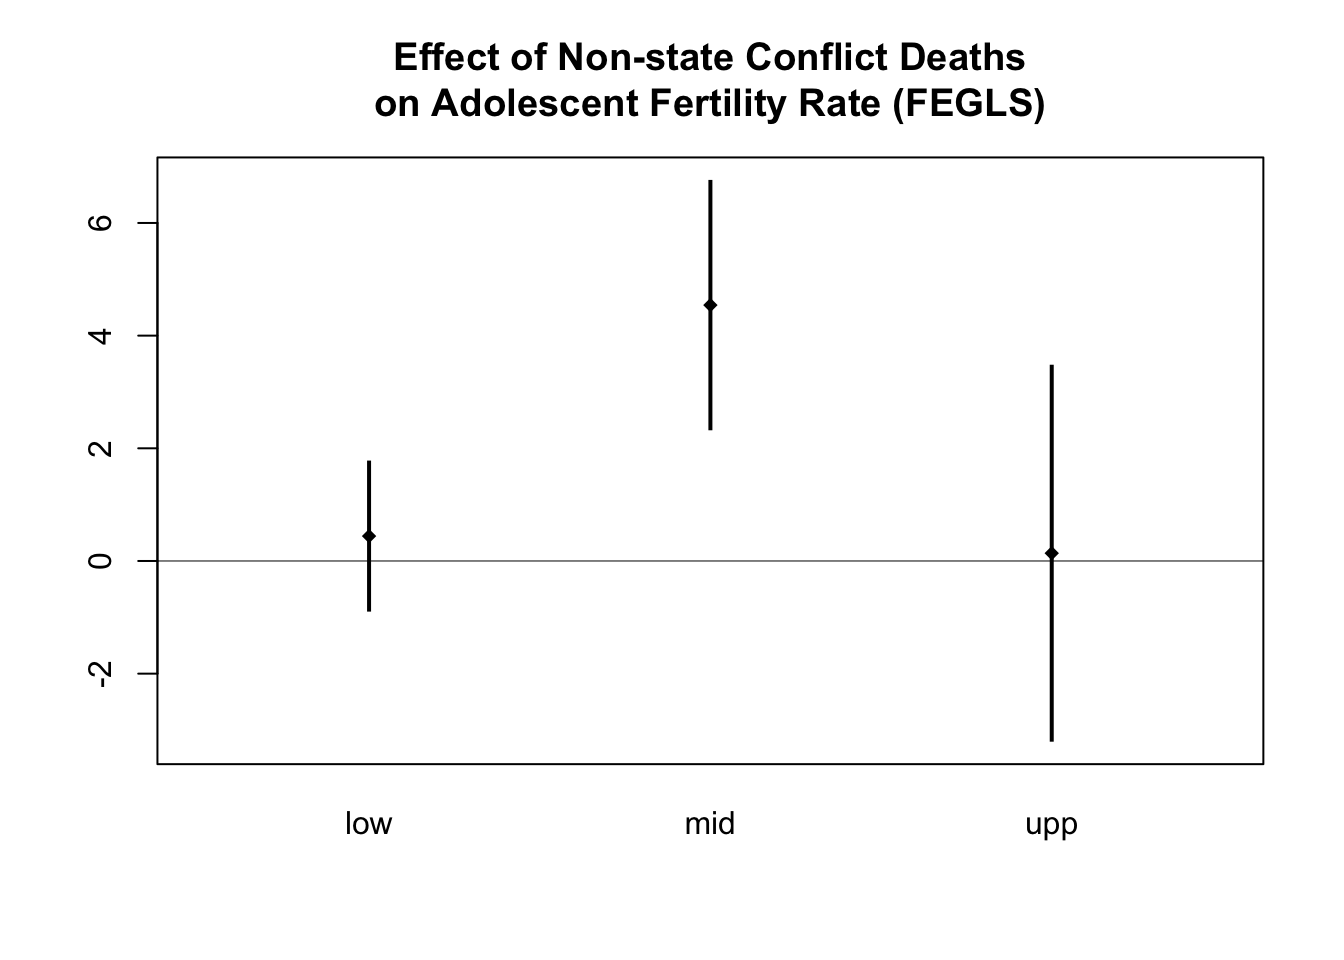 Effect of Non-state Conflict Deaths
on Adolescent Fertility Rate (FEGLS)
6
4
2
0
-2
low mid upp